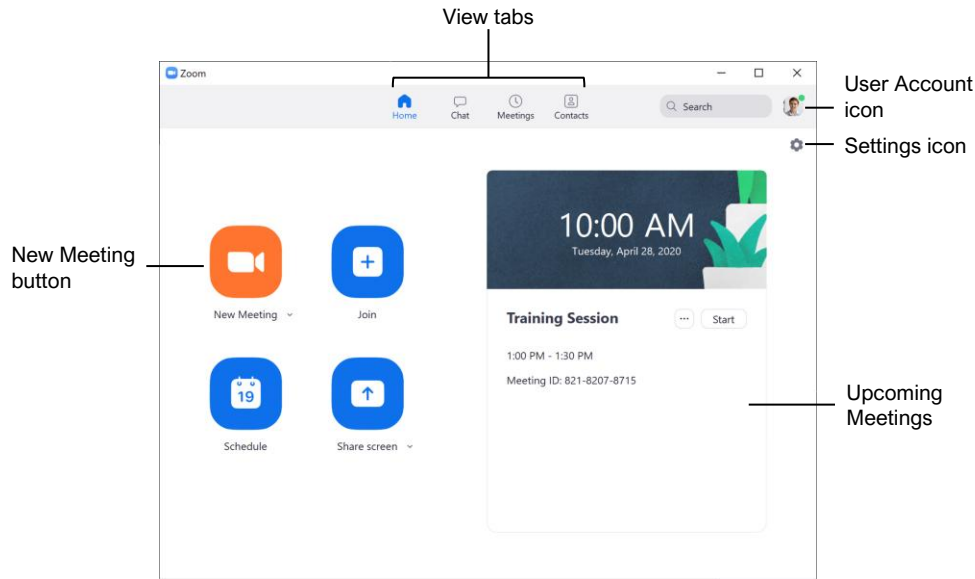 View tabs
Zoom
Home
Chat
Meetings
Contacts
Search
User Account
icon
Settings icon
10:00 AM
Tuesday, April 28, 2020
New Meeting
button
New Meeting
Join
Training Session
...
Start
1:00 PM - 1:30 PM
Meeting ID: 821-8207-8715
19
Upcoming
Meetings
Schedule
Share screen